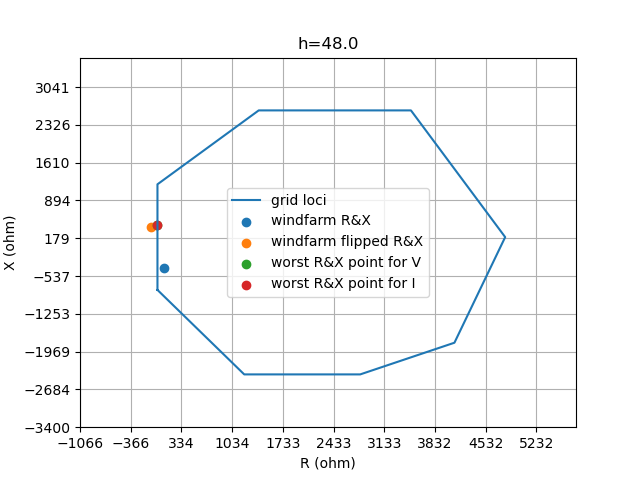 h=48.0
3041
2326
1610
894
179
−537
−1253
−1969
−2684
−3400
X (ohm)
grid loci
windfarm R&X
windfarm flipped R&X
worst R&X point for V
worst R&X point for I
−1066 −366 334 1034 1733 2433 3133 3832 4532 5232
R (ohm)